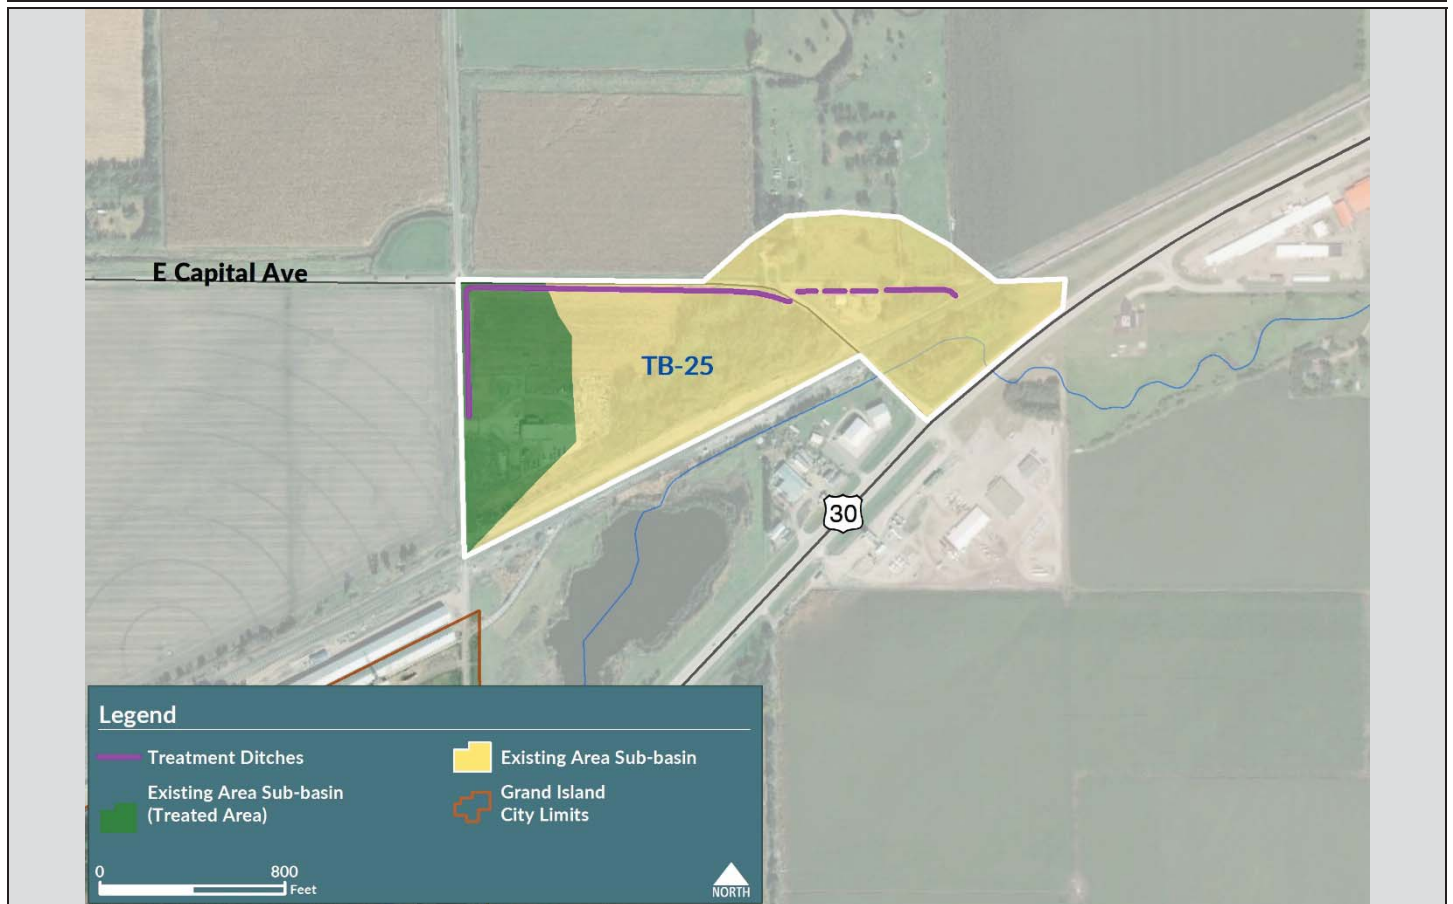 E Capital Ave
TB-25
30
Legend
Treatment Ditches
Existing Area Sub-basin
(Treated Area)
Existing Area Sub-basin
Grand Island
City Limits
0 800
Feet
NORTH